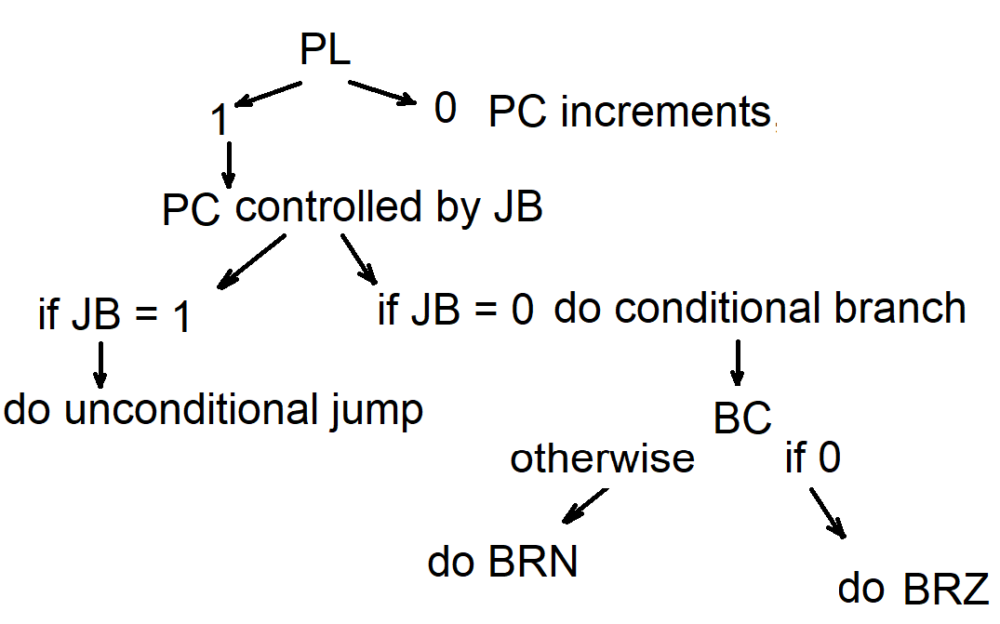 PL
1
0 PC increments,
PC controlled by JB
if JB = 1
if JB = 0 do conditional branch
do unconditional jump
BC
otherwise
if 0
do BRN
do BRZ